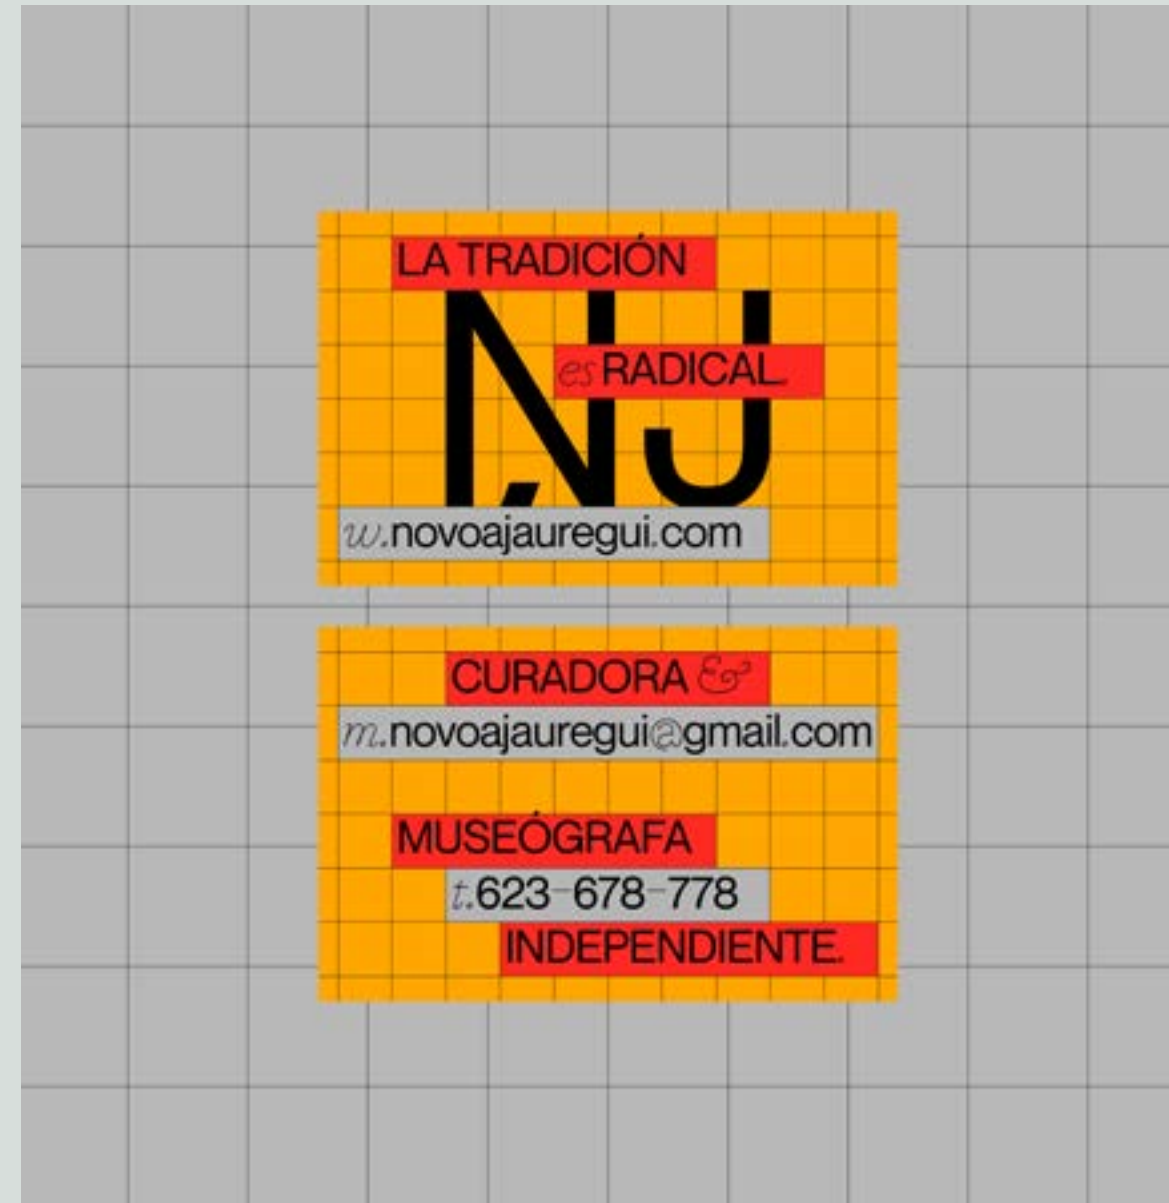 LA TRADICIÓN
NJ
es RADICAL.
w.novoajauregui.com
CURADORA &
m.novoajauregui@gmail.com
MUSEÓGRAFA
t.623-678-778
INDEPENDIENTE.